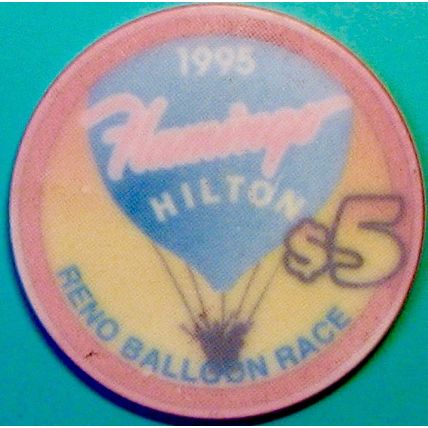 1995
Flamingo
HILTON
$5
RENO BALLOON RACE